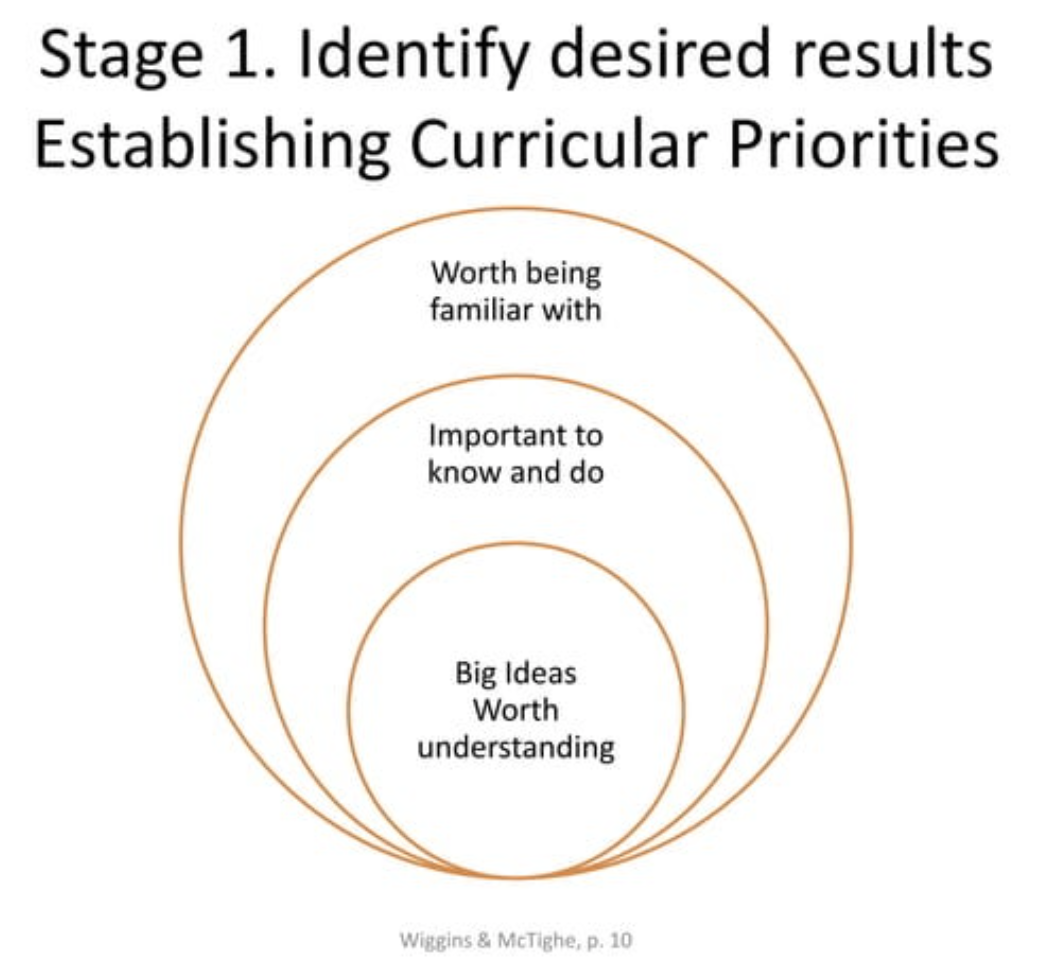 Stage 1. Identify desired results
Establishing Curricular Priorities
Worth being
familiar with
Important to
know and do
Big Ideas
Worth
understanding
Wiggins & McTighe, p. 10